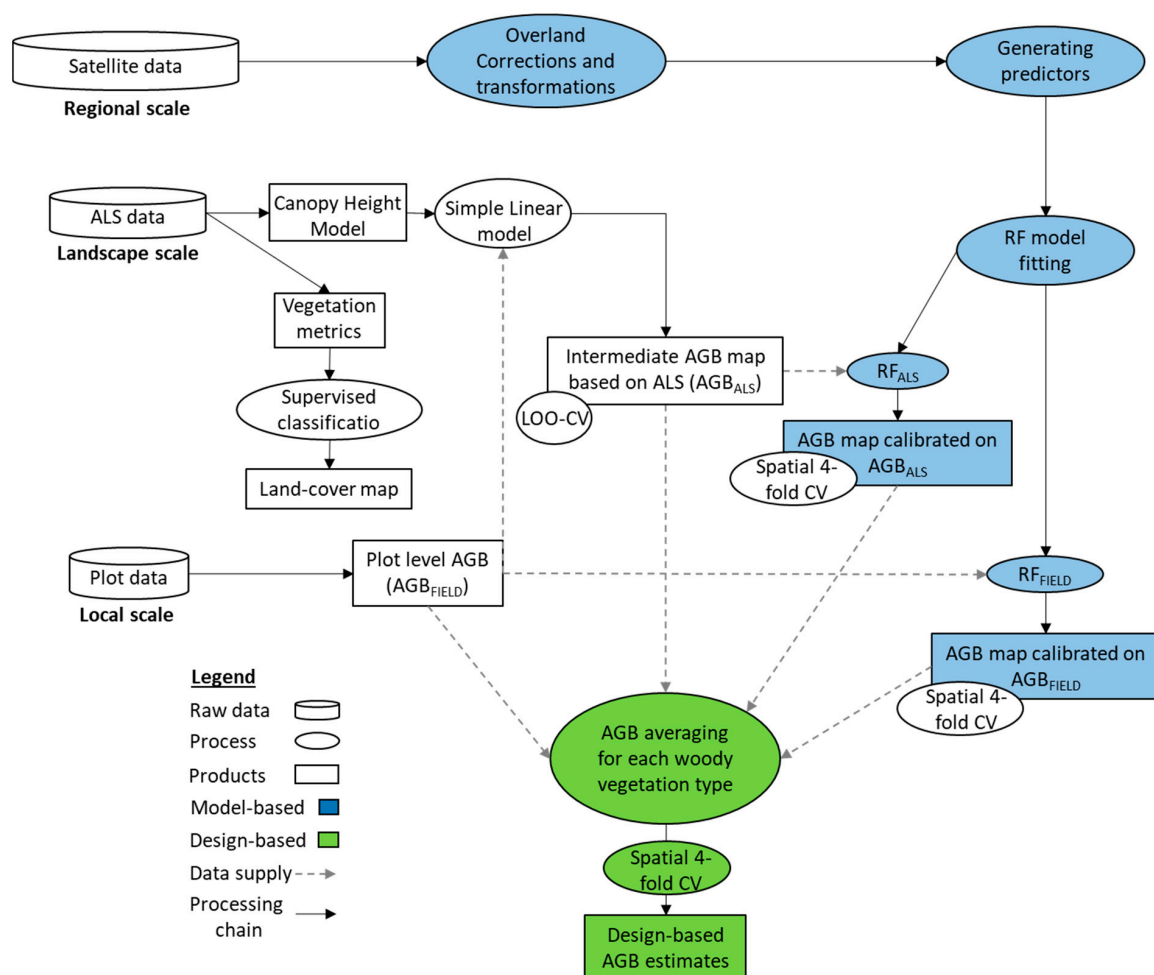 Satellite data
Regional scale
Overland
Corrections and
transformations
Generating
predictors
ALS data
Landscape scale
Canopy Height
Model
Simple Linear
model
RF model
fitting
Vegetation
metrics
Supervised
classificatio
Land-cover map
Intermediate AGB map
based on ALS (AGBALS)
LOO-CV
RFALS
AGB map calibrated on
AGBALS
Spatial 4-
fold CV
Plot data
Local scale
Plot level AGB
(AGBFIELD)
RFFIELD
AGB map calibrated on
AGBFIELD
Spatial 4-
fold CV
AGB averaging
for each woody
vegetation type
Spatial 4-
fold CV
Design-based
AGB estimates
Legend
Raw data
Process
Products
Model-based
Design-based
Data supply
Processing
chain